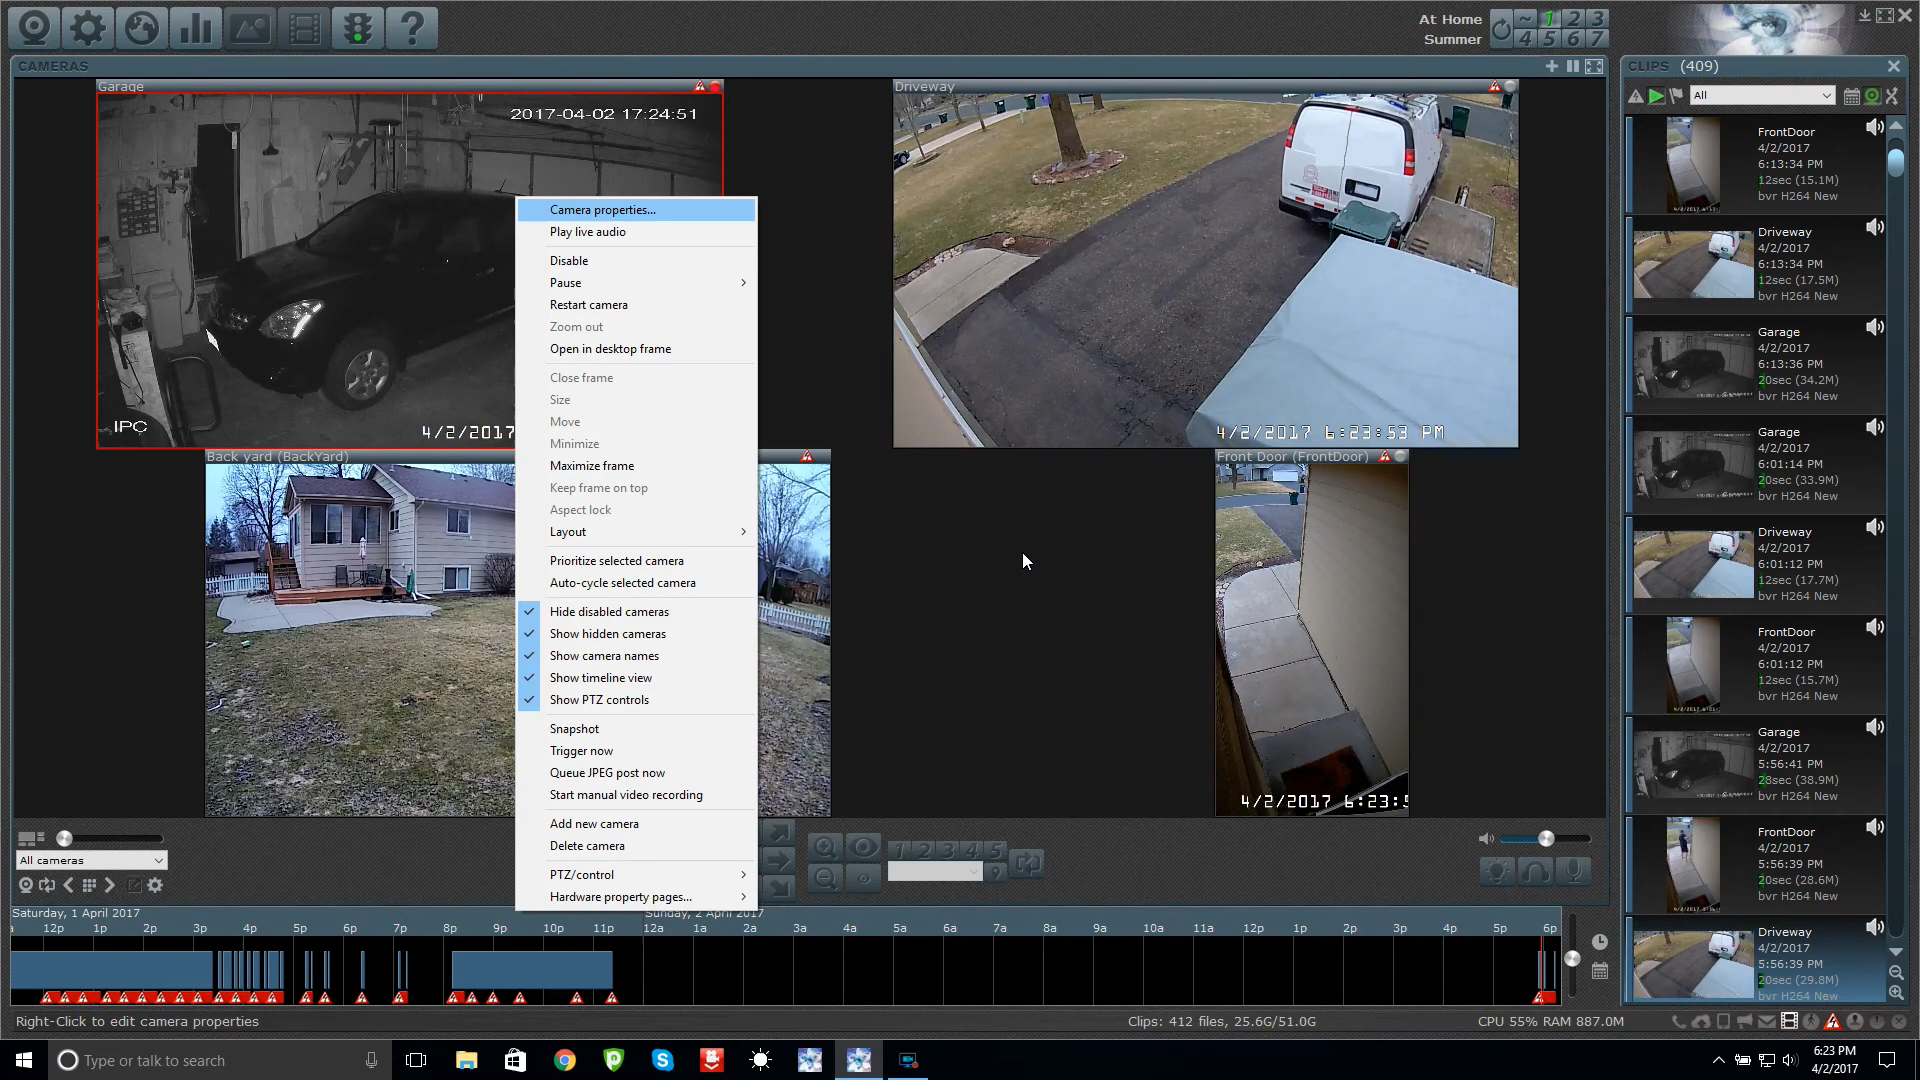 At Home
Summer
~ 1 2 3
4 5 6 7
CAMERAS
CLIPS (409)
Garage
Driveway
All
2017-04-02 17:24:51
IPC
4/2/2017
4/2/2017 6:23:53 PM
Back yard (BackYard)
Front Door (FrontDoor)
4/2/2017 6:23:5
Camera properties...
Play live audio
Disable
Pause
Restart camera
Zoom out
Open in desktop frame
Close frame
Size
Move
Minimize
Maximize frame
Keep frame on top
Aspect lock
Layout
Prioritize selected camera
Auto-cycle selected camera
Hide disabled cameras
Show hidden cameras
Show camera names
Show timeline view
Show PTZ controls
Snapshot
Trigger now
Queue JPEG post now
Start manual video recording
Add new camera
Delete camera
PTZ/control
Hardware property pages...
FrontDoor
4/2/2017
6:13:34 PM
12sec (15.1M)
Driveway
4/2/2017
6:13:34 PM
12sec (17.5M)
bvr H264 New
Garage
4/2/2017
6:13:36 PM
20sec (34.2M)
bvr H264 New
Garage
4/2/2017
6:01:14 PM
20sec (33.9M)
bvr H264 New
Driveway
4/2/2017
6:01:12 PM
12sec (17.7M)
bvr H264 New
FrontDoor
4/2/2017
6:01:12 PM
12sec (15.7M)
bvr H264 New
Garage
4/2/2017
5:56:41 PM
28sec (38.9M)
bvr H264 New
FrontDoor
4/2/2017
5:56:39 PM
20sec (28.6M)
bvr H264 New
Driveway
4/2/2017
5:56:39 PM
20sec (29.8M)
bvr H264 New
All cameras
1 2 3 4 5
9
Saturday, 1 April 2017
Sunday, 2 April 2017
12p 1p 2p 3p 4p 5p 6p 7p 8p 9p 10p 11p 12a 1a 2a 3a 4a 5a 6a 7a 8a 9a 10a 11a 12p 1p 2p 3p 4p 5p 6p
Right-Click to edit camera properties
Clips: 412 files, 25.6G/51.0G
CPU 55% RAM 887.0M
Type or talk to search
6:23 PM
4/2/2017